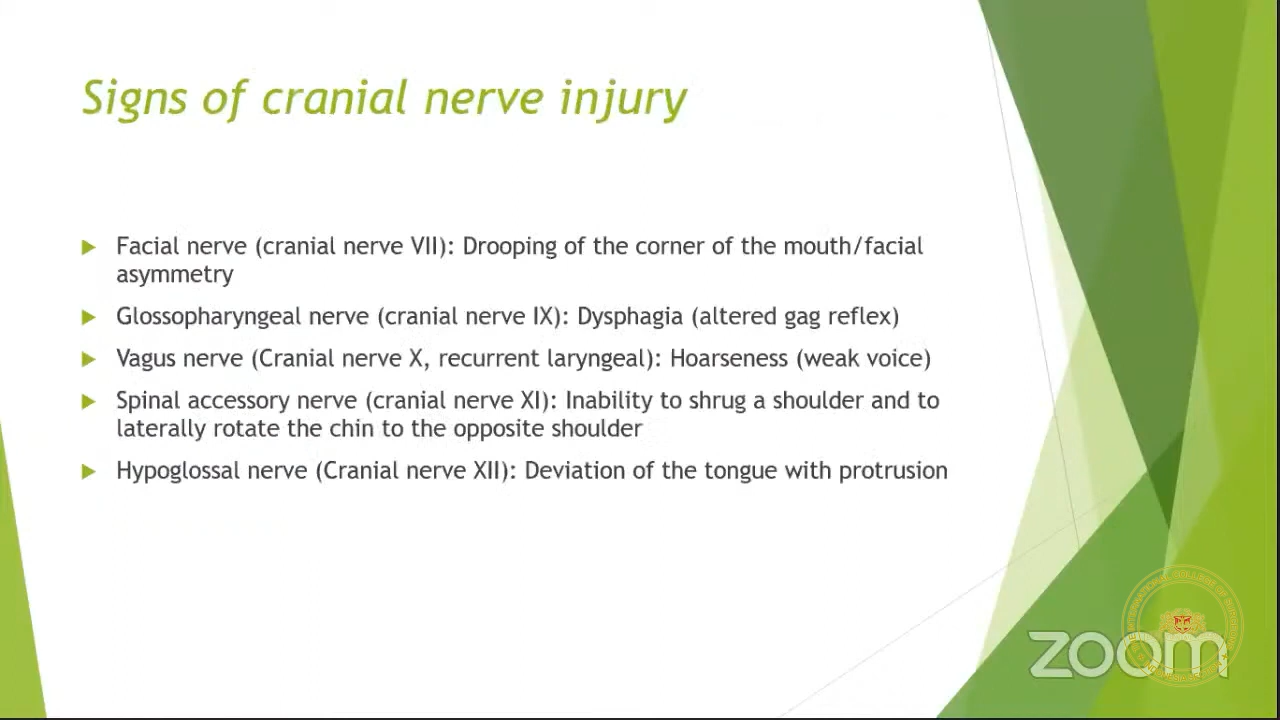 Signs of cranial nerve injury
Facial nerve (cranial nerve VII): Drooping of the corner of the mouth/facial
asymmetry
Glossopharyngeal nerve (cranial nerve IX): Dysphagia (altered gag reflex)
Vagus nerve (Cranial nerve X, recurrent laryngeal): Hoarseness (weak voice)
Spinal accessory nerve (cranial nerve XI): Inability to shrug a shoulder and to
laterally rotate the chin to the opposite shoulder
Hypoglossal nerve (Cranial nerve XII): Deviation of the tongue with protrusion
INTERNATIONAL COLLEGE OF
zoom